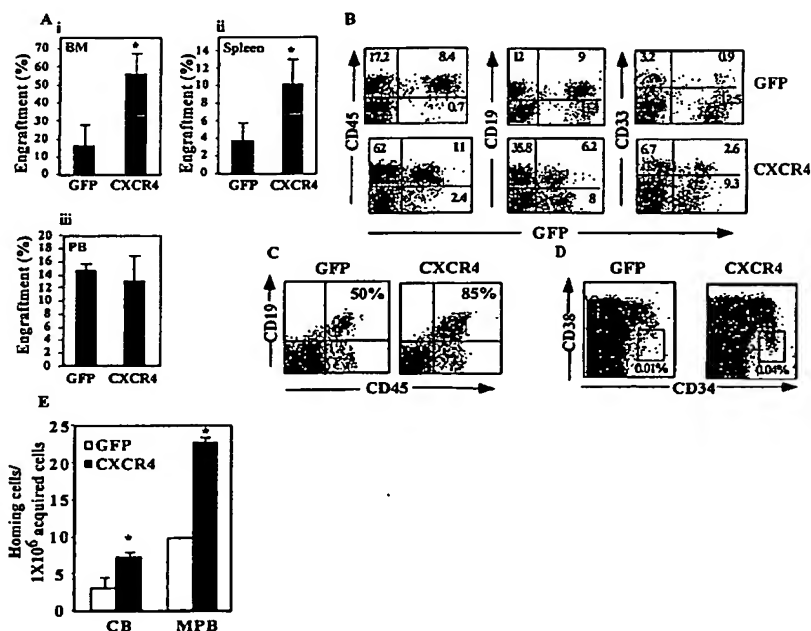 A
i
BM
*
Engraftment (%)
70
60
50
40
30
20
10
0
GFP CXCR4
ii
Spleen
*
Engraftment (%)
14
12
10
8
6
4
2
0
GFP CXCR4
iii
PB
Engraftment (%)
20
18
16
14
12
10
8
6
4
2
0
GFP CXCR4
B
CD45
17.2 8.4
0.7
62 11
2.4
CD19
12 9
35.8 6.2
8
CD33
3.2 0.9
6.7 2.6
9.3
GFP
CXCR4
GFP
C
GFP CXCR4
CD19
50% 85%
CD45
D
GFP CXCR4
CD38
0.01% 0.04%
CD34
E
GFP
CXCR4
Homing cells/
1X10⁶ acquired cells
25
20
15
10
5
0
*
*
CB MPB